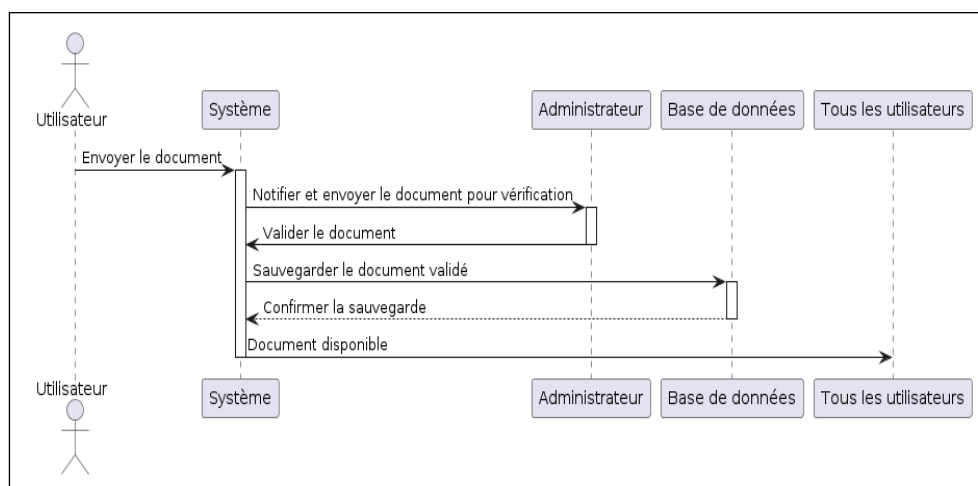 Utilisateur
Système
Administrateur
Base de données
Tous les utilisateurs
Envoyer le document
Notifier et envoyer le document pour vérification
Valider le document
Sauvegarder le document validé
Confirmer la sauvegarde
Document disponible
Utilisateur
Système
Administrateur
Base de données
Tous les utilisateurs